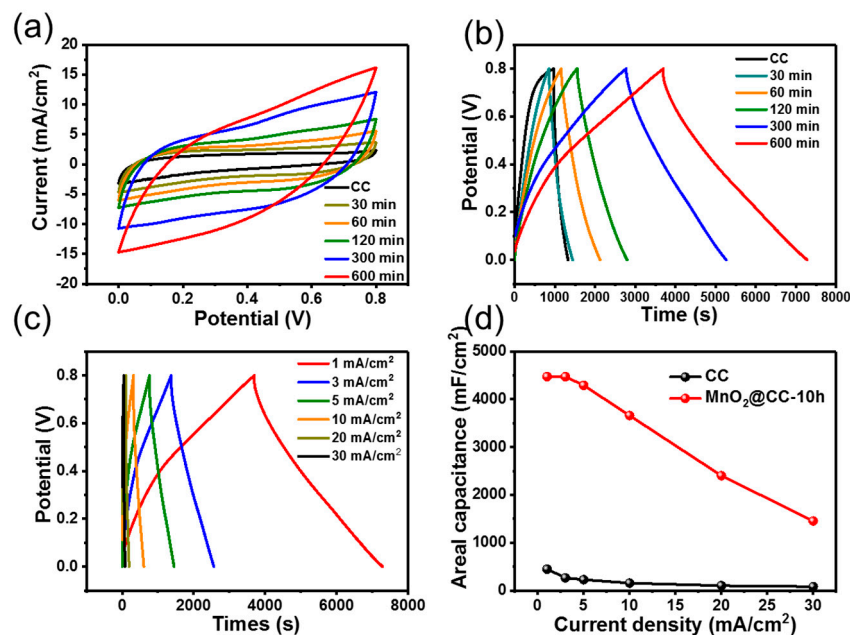 (a)
20
15
10
5
0
-5
-10
-15
-20
0.0 0.2 0.4 0.6 0.8
Current (mA/cm²)
Potential (V)
CC
30 min
60 min
120 min
300 min
600 min
(b)
0.8
0.6
0.4
0.2
0.0
0 1000 2000 3000 4000 5000 6000 7000 8000
Potential (V)
Time (s)
CC
30 min
60 min
120 min
300 min
600 min
(c)
0.8
0.6
0.4
0.2
0.0
0 2000 4000 6000 8000
Potential (V)
Times (s)
1 mA/cm²
3 mA/cm²
5 mA/cm²
10 mA/cm²
20 mA/cm²
30 mA/cm²
(d)
5000
4000
3000
4000
1000
0
0 5 10 15 20 25 30
Areal capacitance (mF/cm²)
Current density (mA/cm²)
CC
MnO₂@CC-10h